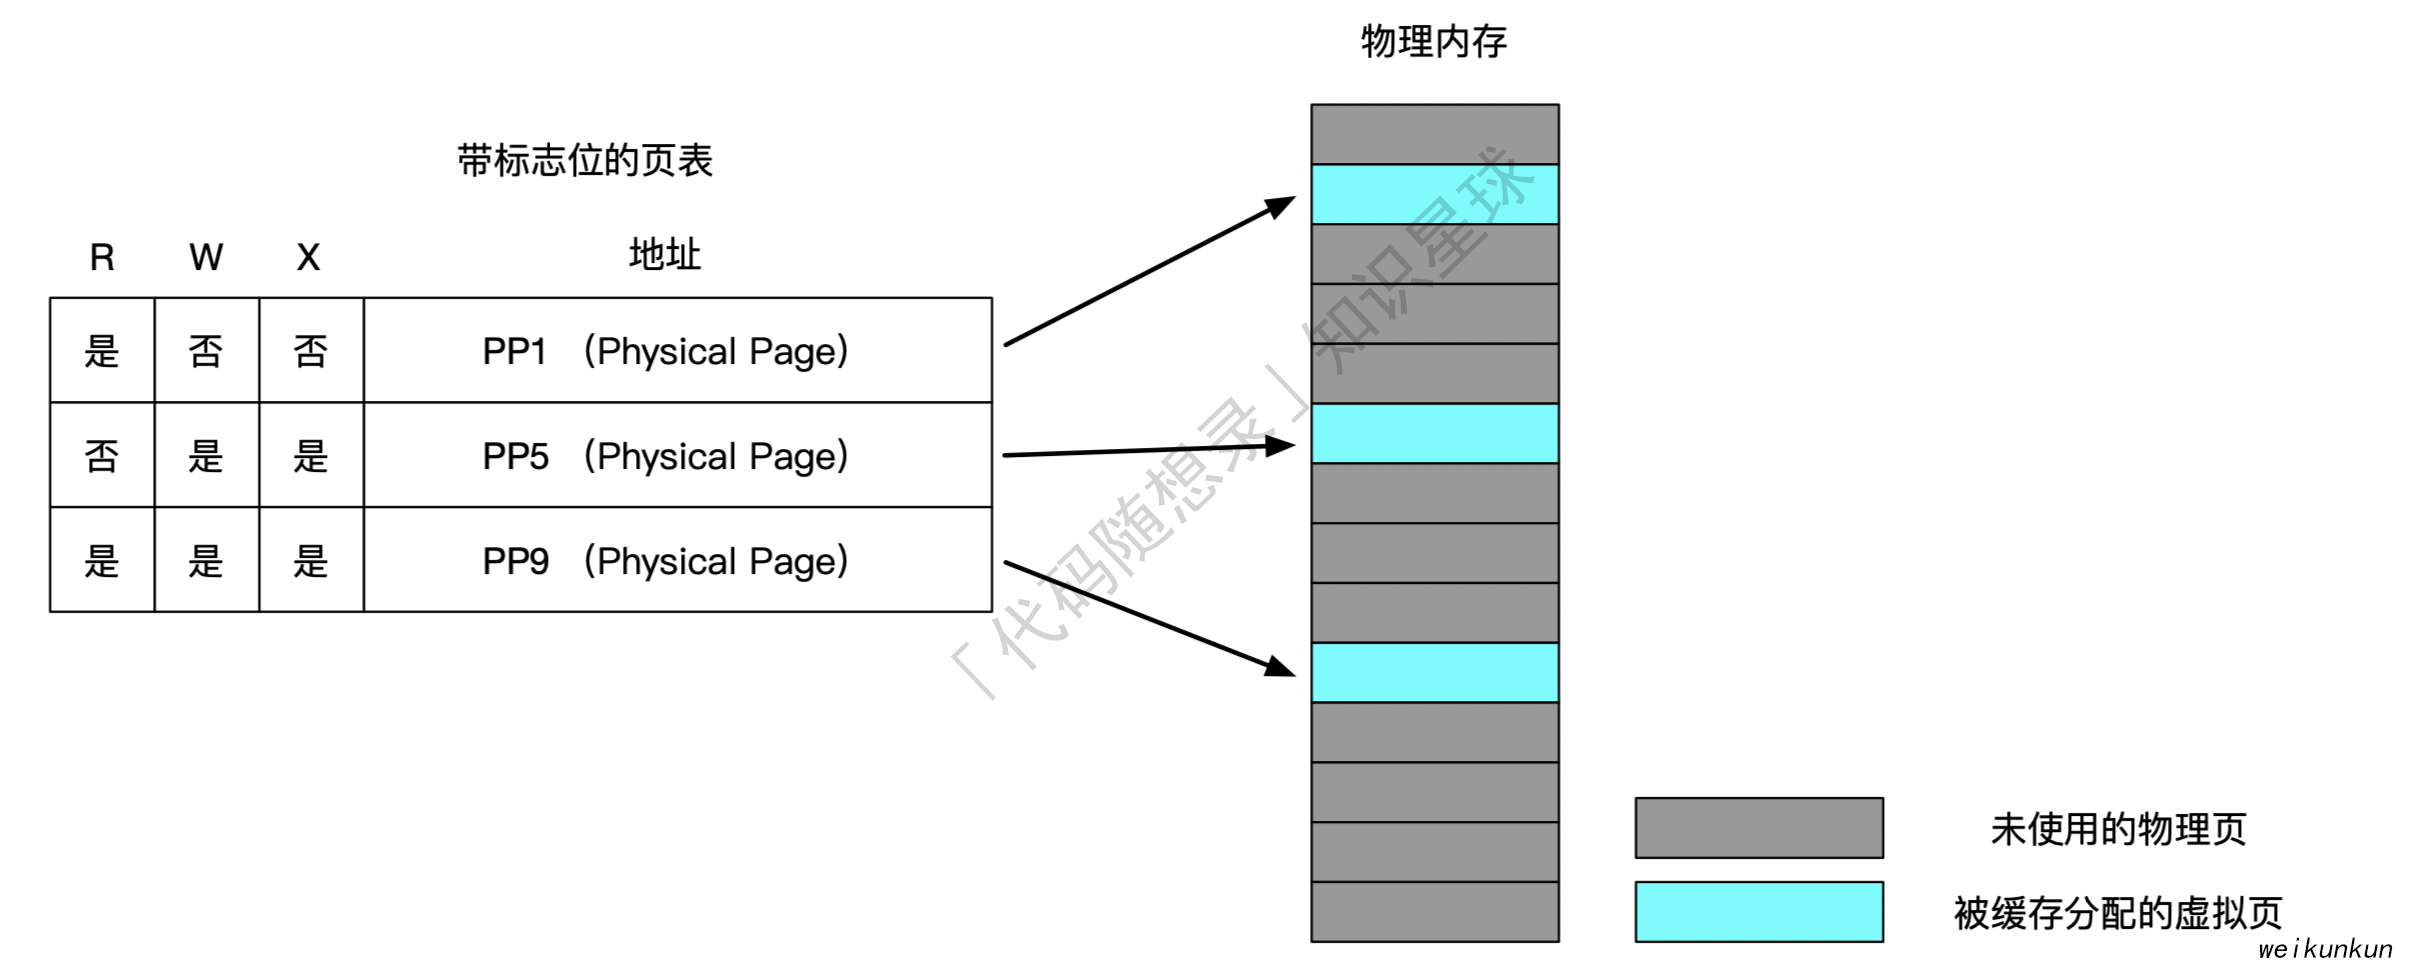 物理内存
带标志位的页表
R W X 地址
是 否 否 PP1 （Physical Page）
否 是 是 PP5 （Physical Page）
是 是 是 PP9 （Physical Page）
「代码随想录」知识星球
未使用的物理页
被缓存分配的虚拟页
weikunkun